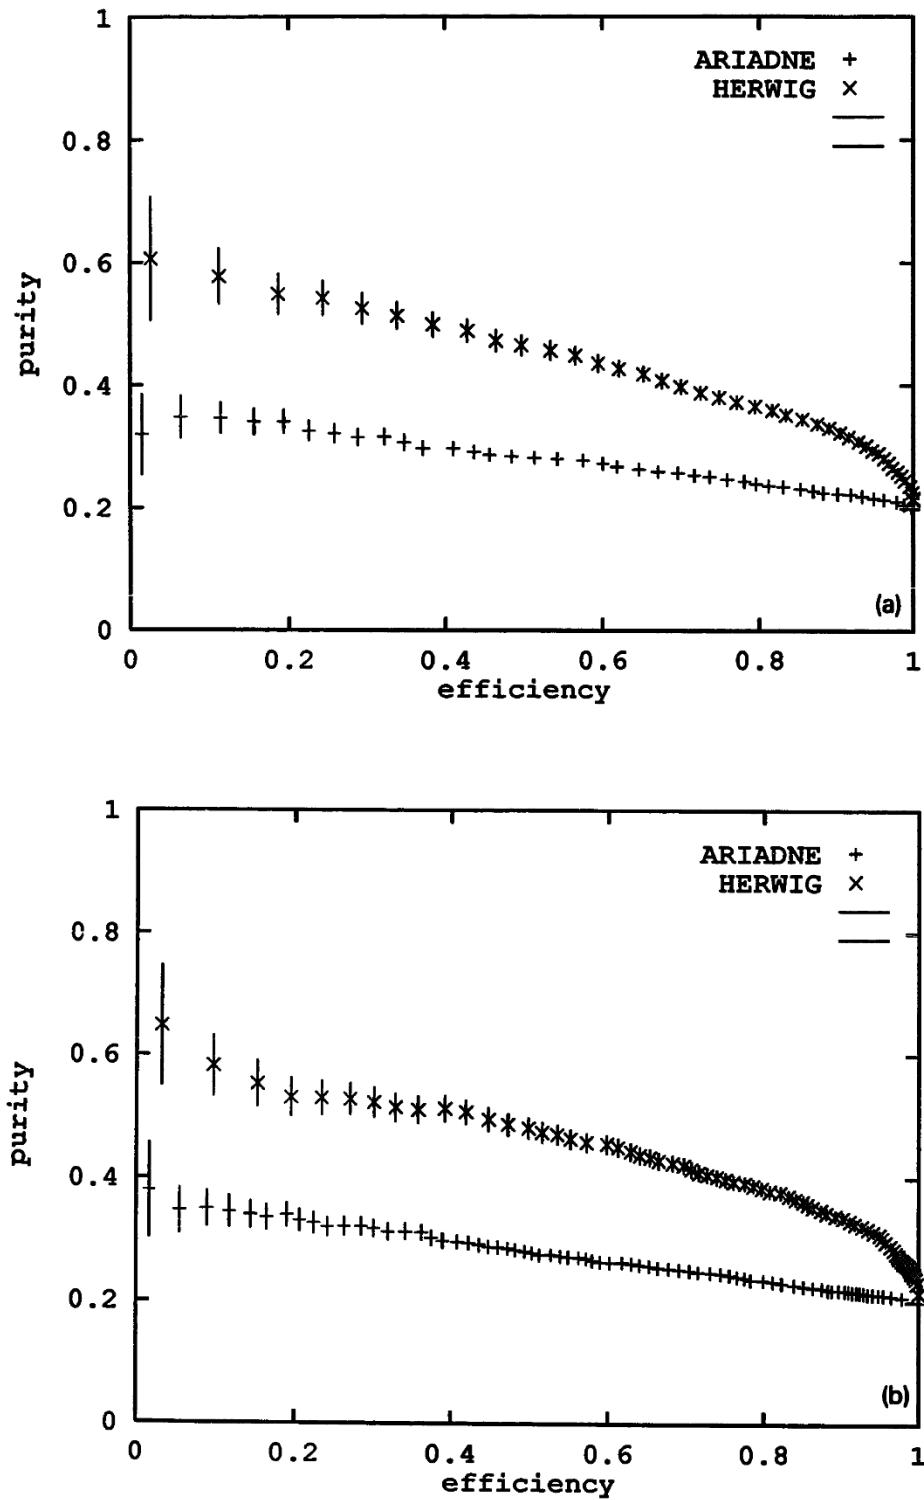 1
ARIADNE +
HERWIG ×
0.8
0.6
purity
0.4
0.2
(a)
0
0 0.2 0.4 0.6 0.8 1
efficiency
1
ARIADNE +
HERWIG ×
0.8
0.6
purity
0.4
0.2
(b)
0
0 0.2 0.4 0.6 0.8 1
efficiency